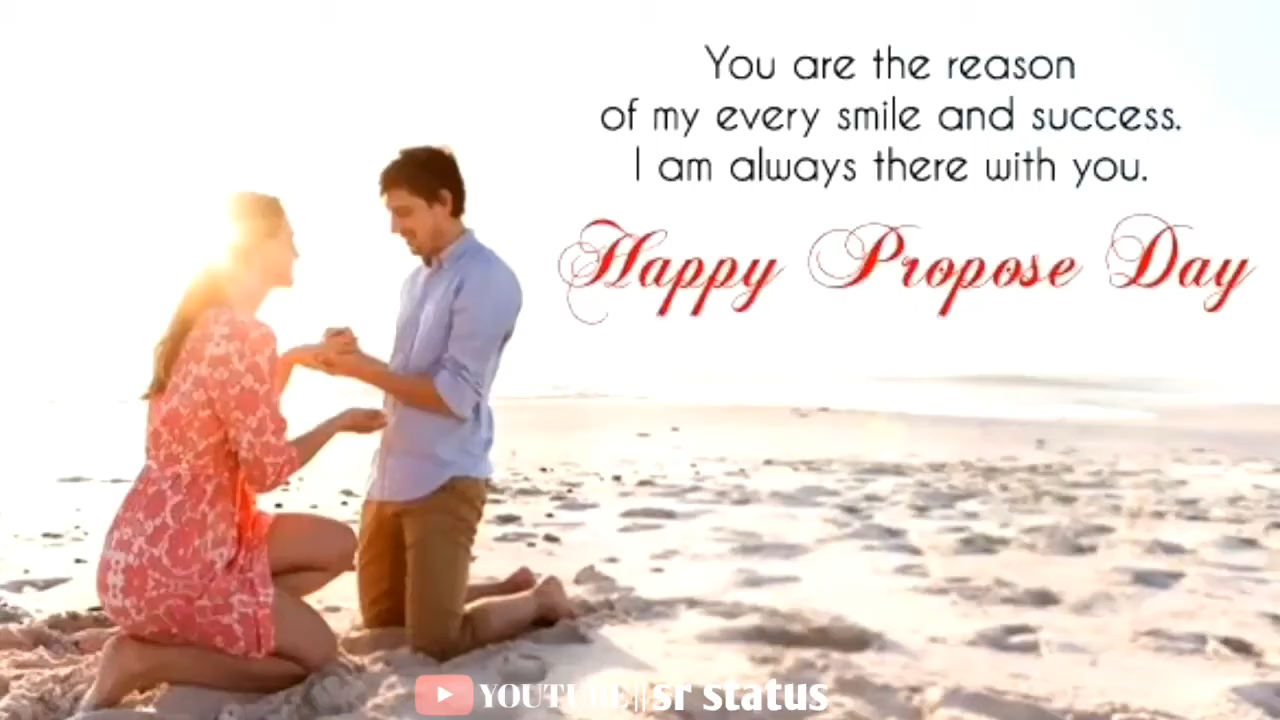 You are the reason
of my every smile and success.
I am always there with you.
Happy Propose Day
YOUTUBE||sr status